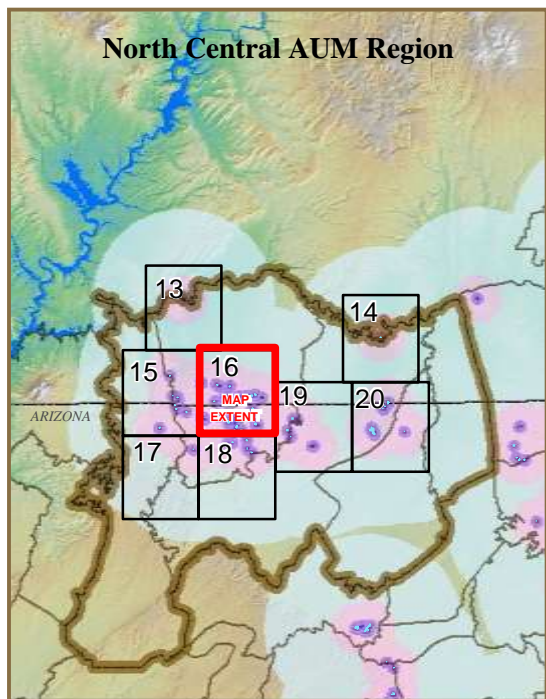 North Central AUM Region
13
14
15
16
MAP
EXTENT
19
20
ARIZONA
17
18